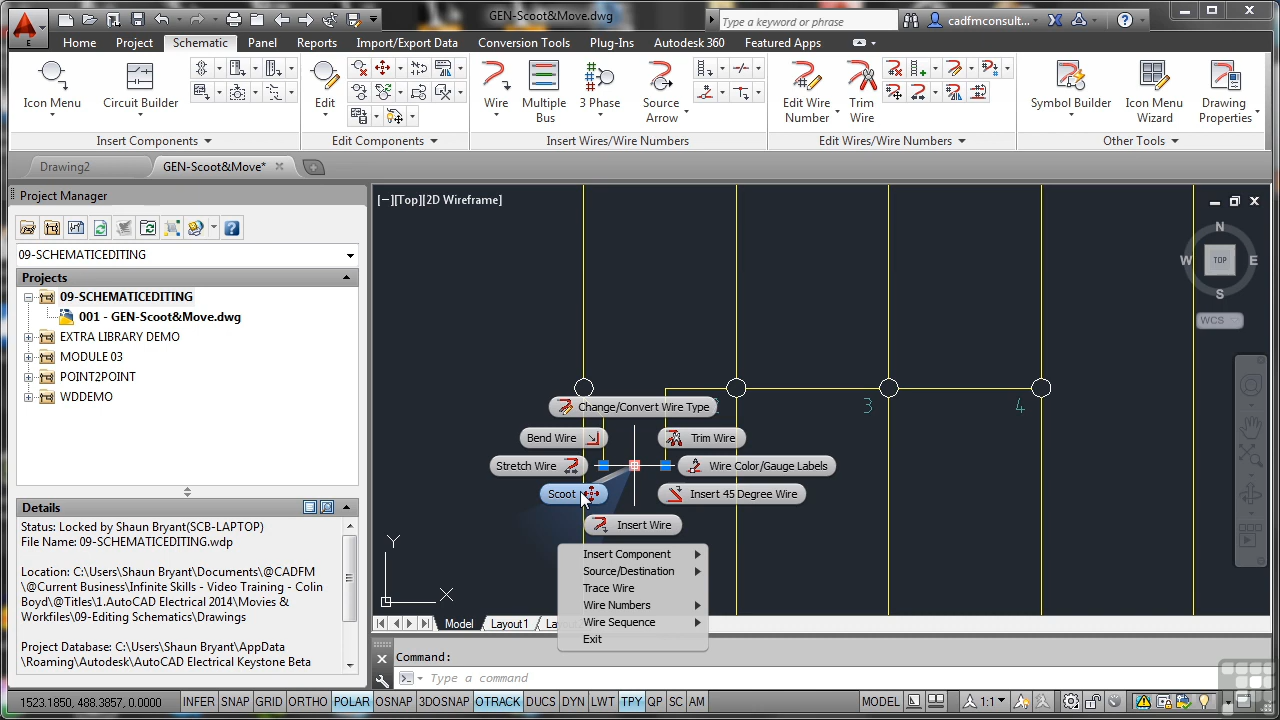 GEN-Scoot&Move.dwg
Type a keyword or phrase
cadfmconsult...
E
Home Project Schematic Panel Reports Import/Export Data Conversion Tools Plug-Ins Autodesk 360 Featured Apps
Icon Menu Circuit Builder Edit Wire Multiple Bus 3 Phase Source Arrow Edit Wire Number Trim Wire Symbol Builder Icon Menu Wizard Drawing Properties
Insert Components Edit Components Insert Wires/Wire Numbers Edit Wires/Wire Numbers Other Tools
Drawing2 GEN-Scoot&Move*
Project Manager
09-SCHEMATICEDITING
Projects
09-SCHEMATICEDITING
001 - GEN-Scoot&Move.dwg
EXTRA LIBRARY DEMO
MODULE 03
POINT2POINT
WDDEMO
Details
Status: Locked by Shaun Bryant(SCB-LAPTOP)
File Name: 09-SCHEMATICEDITING.wdp
Location: C:\Users\Shaun Bryant\Documents\@CADFM
\@Current Business\Infinite Skills - Video Training - Colin
Boyd\@Titles\1.AutoCAD Electrical 2014\Movies &
Workfiles\09-Editing Schematics\Drawings\
Project Database: C:\Users\Shaun Bryant\AppData
\Roaming\Autodesk\AutoCAD Electrical Keystone Beta
[−][Top][2D Wireframe]
N
W TOP E
S
WCS
3 4
Change/Convert Wire Type
Bend Wire Trim Wire
Stretch Wire Wire Color/Gauge Labels
Scoot Insert 45 Degree Wire
Insert Wire
Insert Component
Source/Destination
Trace Wire
Wire Numbers
Wire Sequence
Exit
Y
X
Model Layout1
Command:
Type a command
1523.1850, 488.3857, 0.0000 INFER SNAP GRID ORTHO POLAR OSNAP 3DOSNAP OTRACK DUCS DYN LWT TPY QP SC AM MODEL 1:1